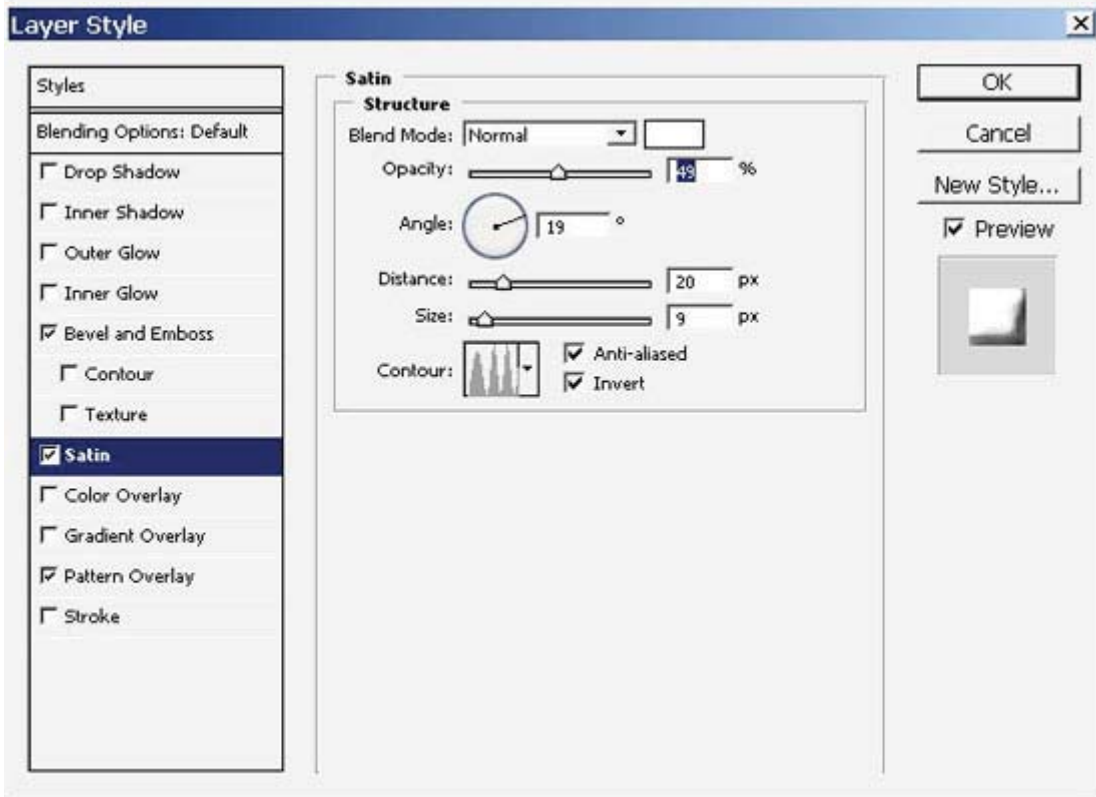 Layer Style
Styles
Blending Options: Default
Drop Shadow
Inner Shadow
Outer Glow
Inner Glow
Bevel and Emboss
Contour
Texture
Satin
Color Overlay
Gradient Overlay
Pattern Overlay
Stroke
Satin
Structure
Blend Mode: Normal
Opacity: 49 %
Angle: 19 °
Distance: 20 px
Size: 9 px
Contour:
Anti-aliased
Invert
OK
Cancel
New Style...
Preview